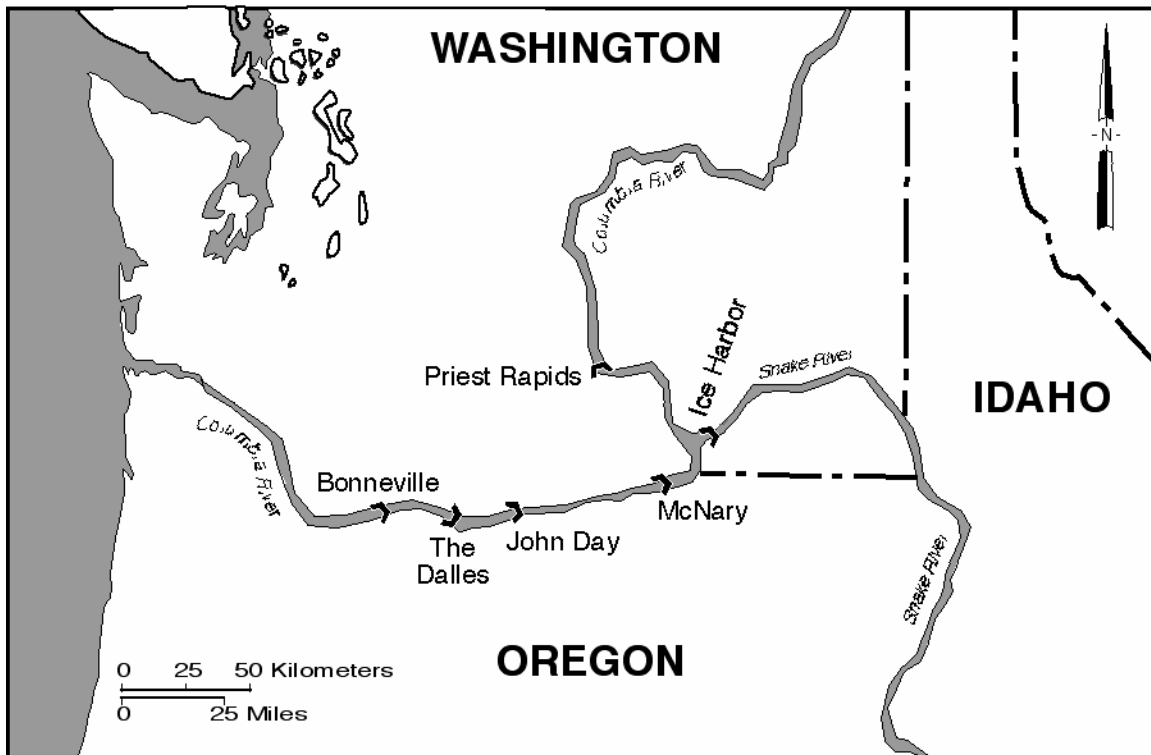 WASHINGTON
-N-
Columbia River
Ice Harbor
Snake River
Priest Rapids
IDAHO
Columbia River
Bonneville
McNary
The
Dalles
John Day
Snake River
OREGON
0 25 50 Kilometers
0 25 Miles